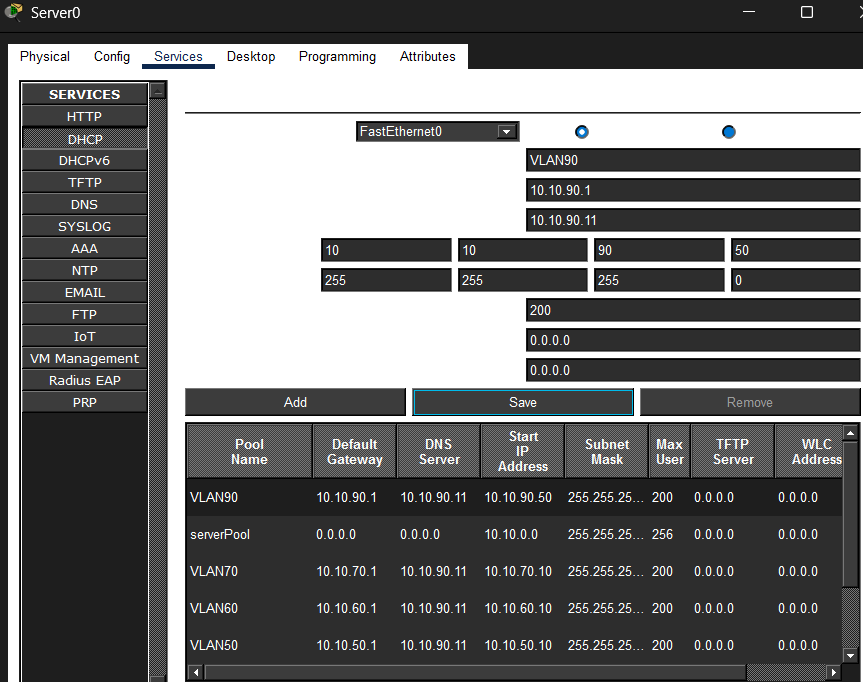 Server0
Physical Config Services Desktop Programming Attributes
SERVICES
HTTP
DHCP
DHCPv6
TFTP
DNS
SYSLOG
AAA
NTP
EMAIL
FTP
IoT
VM Management
Radius EAP
PRP
FastEthernet0
VLAN90
10.10.90.1
10.10.90.11
10 10 90 50
255 255 255 0
200
0.0.0.0
0.0.0.0
Add Save Remove
Pool Name Default Gateway DNS Server Start IP Address Subnet Mask Max User TFTP Server WLC Address
VLAN90 10.10.90.1 10.10.90.11 10.10.90.50 255.255.25... 200 0.0.0.0 0.0.0.0
serverPool 0.0.0.0 0.0.0.0 10.10.0.0 255.255.25... 256 0.0.0.0 0.0.0.0
VLAN70 10.10.70.1 10.10.90.11 10.10.70.10 255.255.25... 200 0.0.0.0 0.0.0.0
VLAN60 10.10.60.1 10.10.90.11 10.10.60.10 255.255.25... 200 0.0.0.0 0.0.0.0
VLAN50 10.10.50.1 10.10.90.11 10.10.50.10 255.255.25... 200 0.0.0.0 0.0.0.0